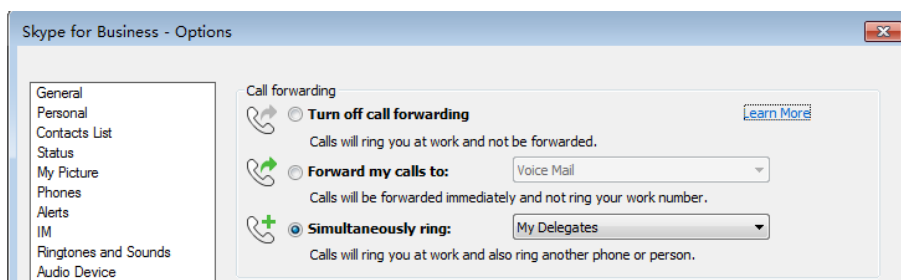 Skype for Business - Options
General
Personal
Contacts List
Status
My Picture
Phones
Alerts
IM
Ringtones and Sounds
Audio Device
Call forwarding
Turn off call forwarding
Learn More
Calls will ring you at work and not be forwarded.
Forward my calls to:
Voice Mail
Calls will be forwarded immediately and not ring your work number.
Simultaneously ring:
My Delegates
Calls will ring you at work and also ring another phone or person.